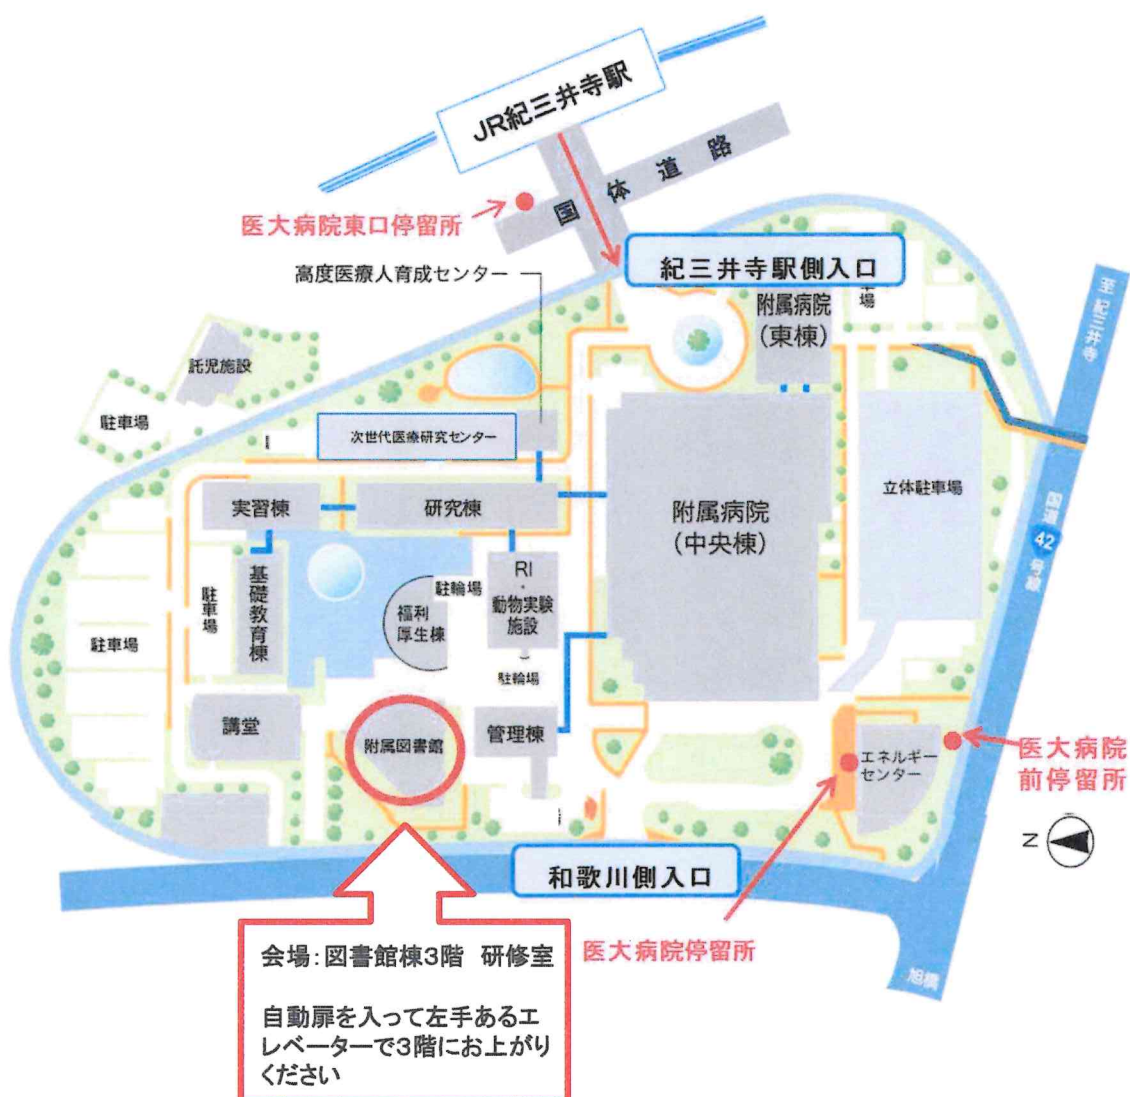 JR紀三井寺駅
国体道路
医大病院東口停留所
紀三井寺駅側入口
高度医療人育成センター
附属病院
(東棟)
車場
至紀三井寺
託児施設
駐車場
次世代医療研究センター
立体駐車場
実習棟
研究棟
附属病院
(中央棟)
国道42号線
基礎教育棟
駐車場
駐輪場
RI
・
動物実験
施設
福利
厚生棟
駐車場
駐輪場
講堂
附属図書館
管理棟
エネルギー
センター
医大病院
前停留所
N
和歌川側入口
医大病院停留所
旭橋
会場:図書館棟3階 研修室
自動扉を入って左手あるエ
レベーターで3階にお上がり
ください